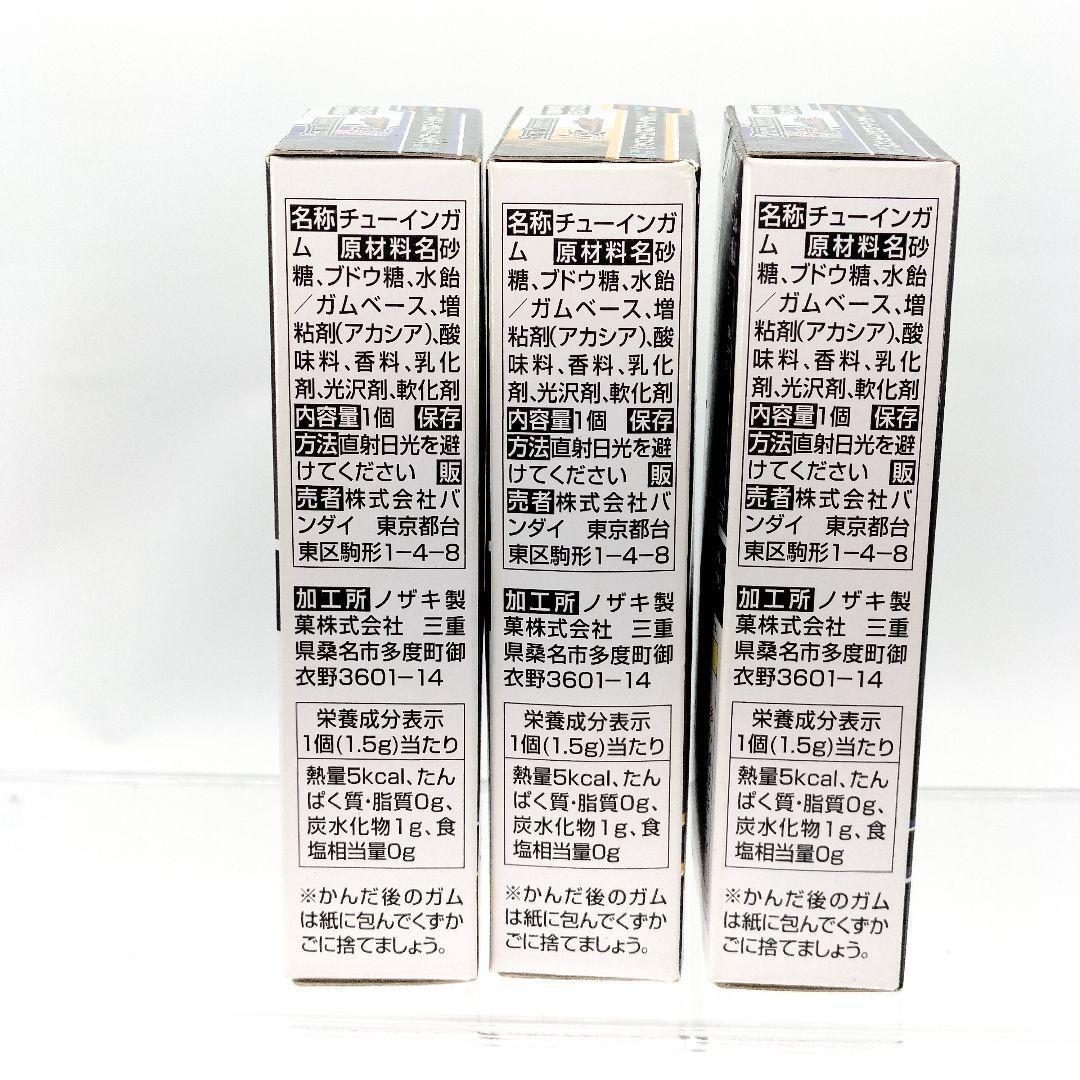 名称チューインガ
ム 原材料名砂
糖、ブドウ糖、水飴
/ガムベース、増
粘剤(アカシア)、酸
味料、香料、乳化
剤、光沢剤、軟化剤
内容量1個 保存
方法直射日光を避
けてください 販
売者株式会社バ
ンダイ 東京都台
東区駒形1-4-8
加工所ノザキ製
菓株式会社 三重
県桑名市多度町御
衣野3601-14
栄養成分表示
1個(1.5g)当たり
熱量5kcal、たん
ぱく質・脂質0g、
炭水化物1g、食
塩相当量0g
※かんだ後のガム
は紙に包んでくずか
ごに捨てましょう。
名称チューインガ
ム 原材料名砂
糖、ブドウ糖、水飴
/ガムベース、増
粘剤(アカシア)、酸
味料、香料、乳化
剤、光沢剤、軟化剤
内容量1個 保存
方法直射日光を避
けてください 販
売者株式会社バ
ンダイ 東京都台
東区駒形1-4-8
加工所ノザキ製
菓株式会社 三重
県桑名市多度町御
衣野3601-14
栄養成分表示
1個(1.5g)当たり
熱量5kcal、たん
ぱく質・脂質0g、
炭水化物1g、食
塩相当量0g
※かんだ後のガム
は紙に包んでくずか
ごに捨てましょう。
名称チューインガ
ム 原材料名砂
糖、ブドウ糖、水飴
/ガムベース、増
粘剤(アカシア)、酸
味料、香料、乳化
剤、光沢剤、軟化剤
内容量1個 保存
方法直射日光を避
けてください 販
売者株式会社バ
ンダイ 東京都台
東区駒形1-4-8
加工所ノザキ製
菓株式会社 三重
県桑名市多度町御
衣野3601-14
栄養成分表示
1個(1.5g)当たり
熱量5kcal、たん
ぱく質・脂質0g、
炭水化物1g、食
塩相当量0g
※かんだ後のガム
は紙に包んでくずか
ごに捨てましょう。